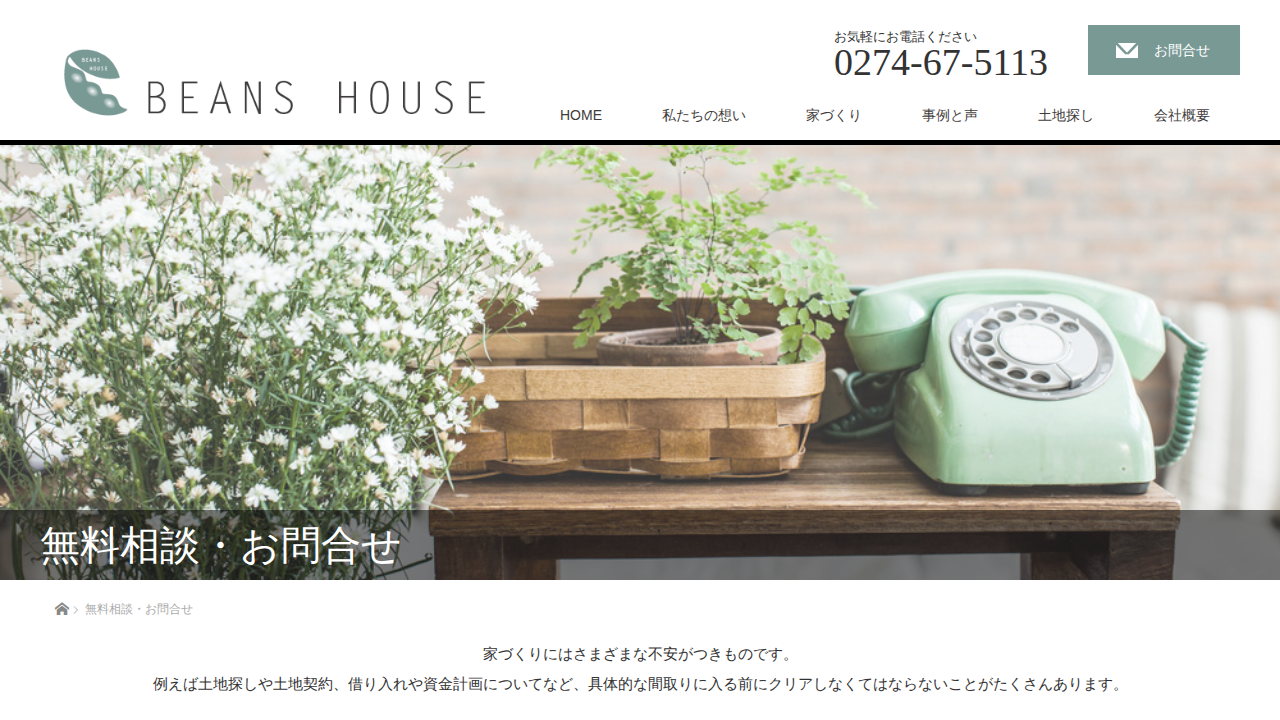 お気軽にお電話ください
0274-67-5113
お問合せ
BEANS
HOUSE
BEANS HOUSE
HOME
私たちの想い
家づくり
事例と声
土地探し
会社概要
無料相談・お問合せ
無料相談・お問合せ
家づくりにはさまざまな不安がつきものです。
例えば土地探しや土地契約、借り入れや資金計画についてなど、具体的な間取りに入る前にクリアしなくてはならないことがたくさんあります。